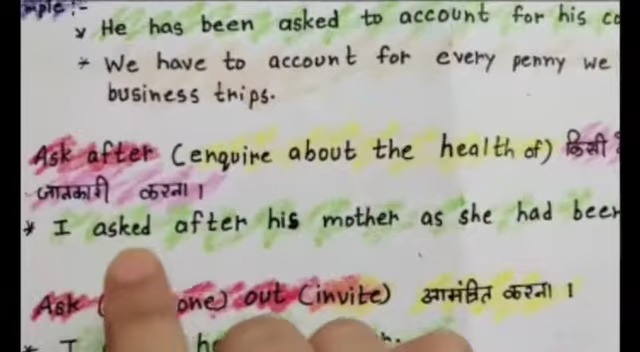 He has been asked to account for his
* We have to account for every penny we
business trips.
Ask after (enquire about the health of) किसी
जानकारी करना।
* I asked after his mother as she had been
Ask out (invite) आमंत्रित करना।
* I